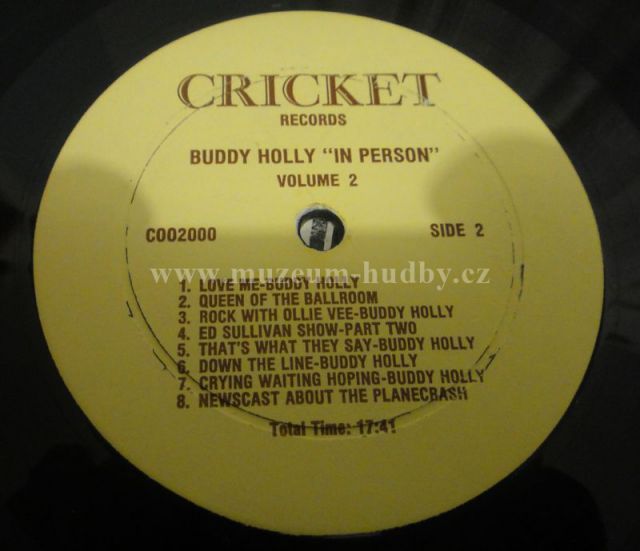 CRICKET
RECORDS
BUDDY HOLLY "IN PERSON"
VOLUME 2
COO2000 SIDE 2
www.muzeum-hudby.cz
1. LOVE ME-BUDDY HOLLY
2. QUEEN OF THE BALLROOM
3. ROCK WITH OLLIE VEE-BUDDY HOLLY
4. ED SULLIVAN SHOW-PART TWO
5. THAT'S WHAT THEY SAY-BUDDY HOLLY
6. DOWN THE LINE-BUDDY HOLLY
7. CRYING WAITING HOPING-BUDDY HOLLY
8. NEWSCAST ABOUT THE PLANECRASH
Total Time: 17:41